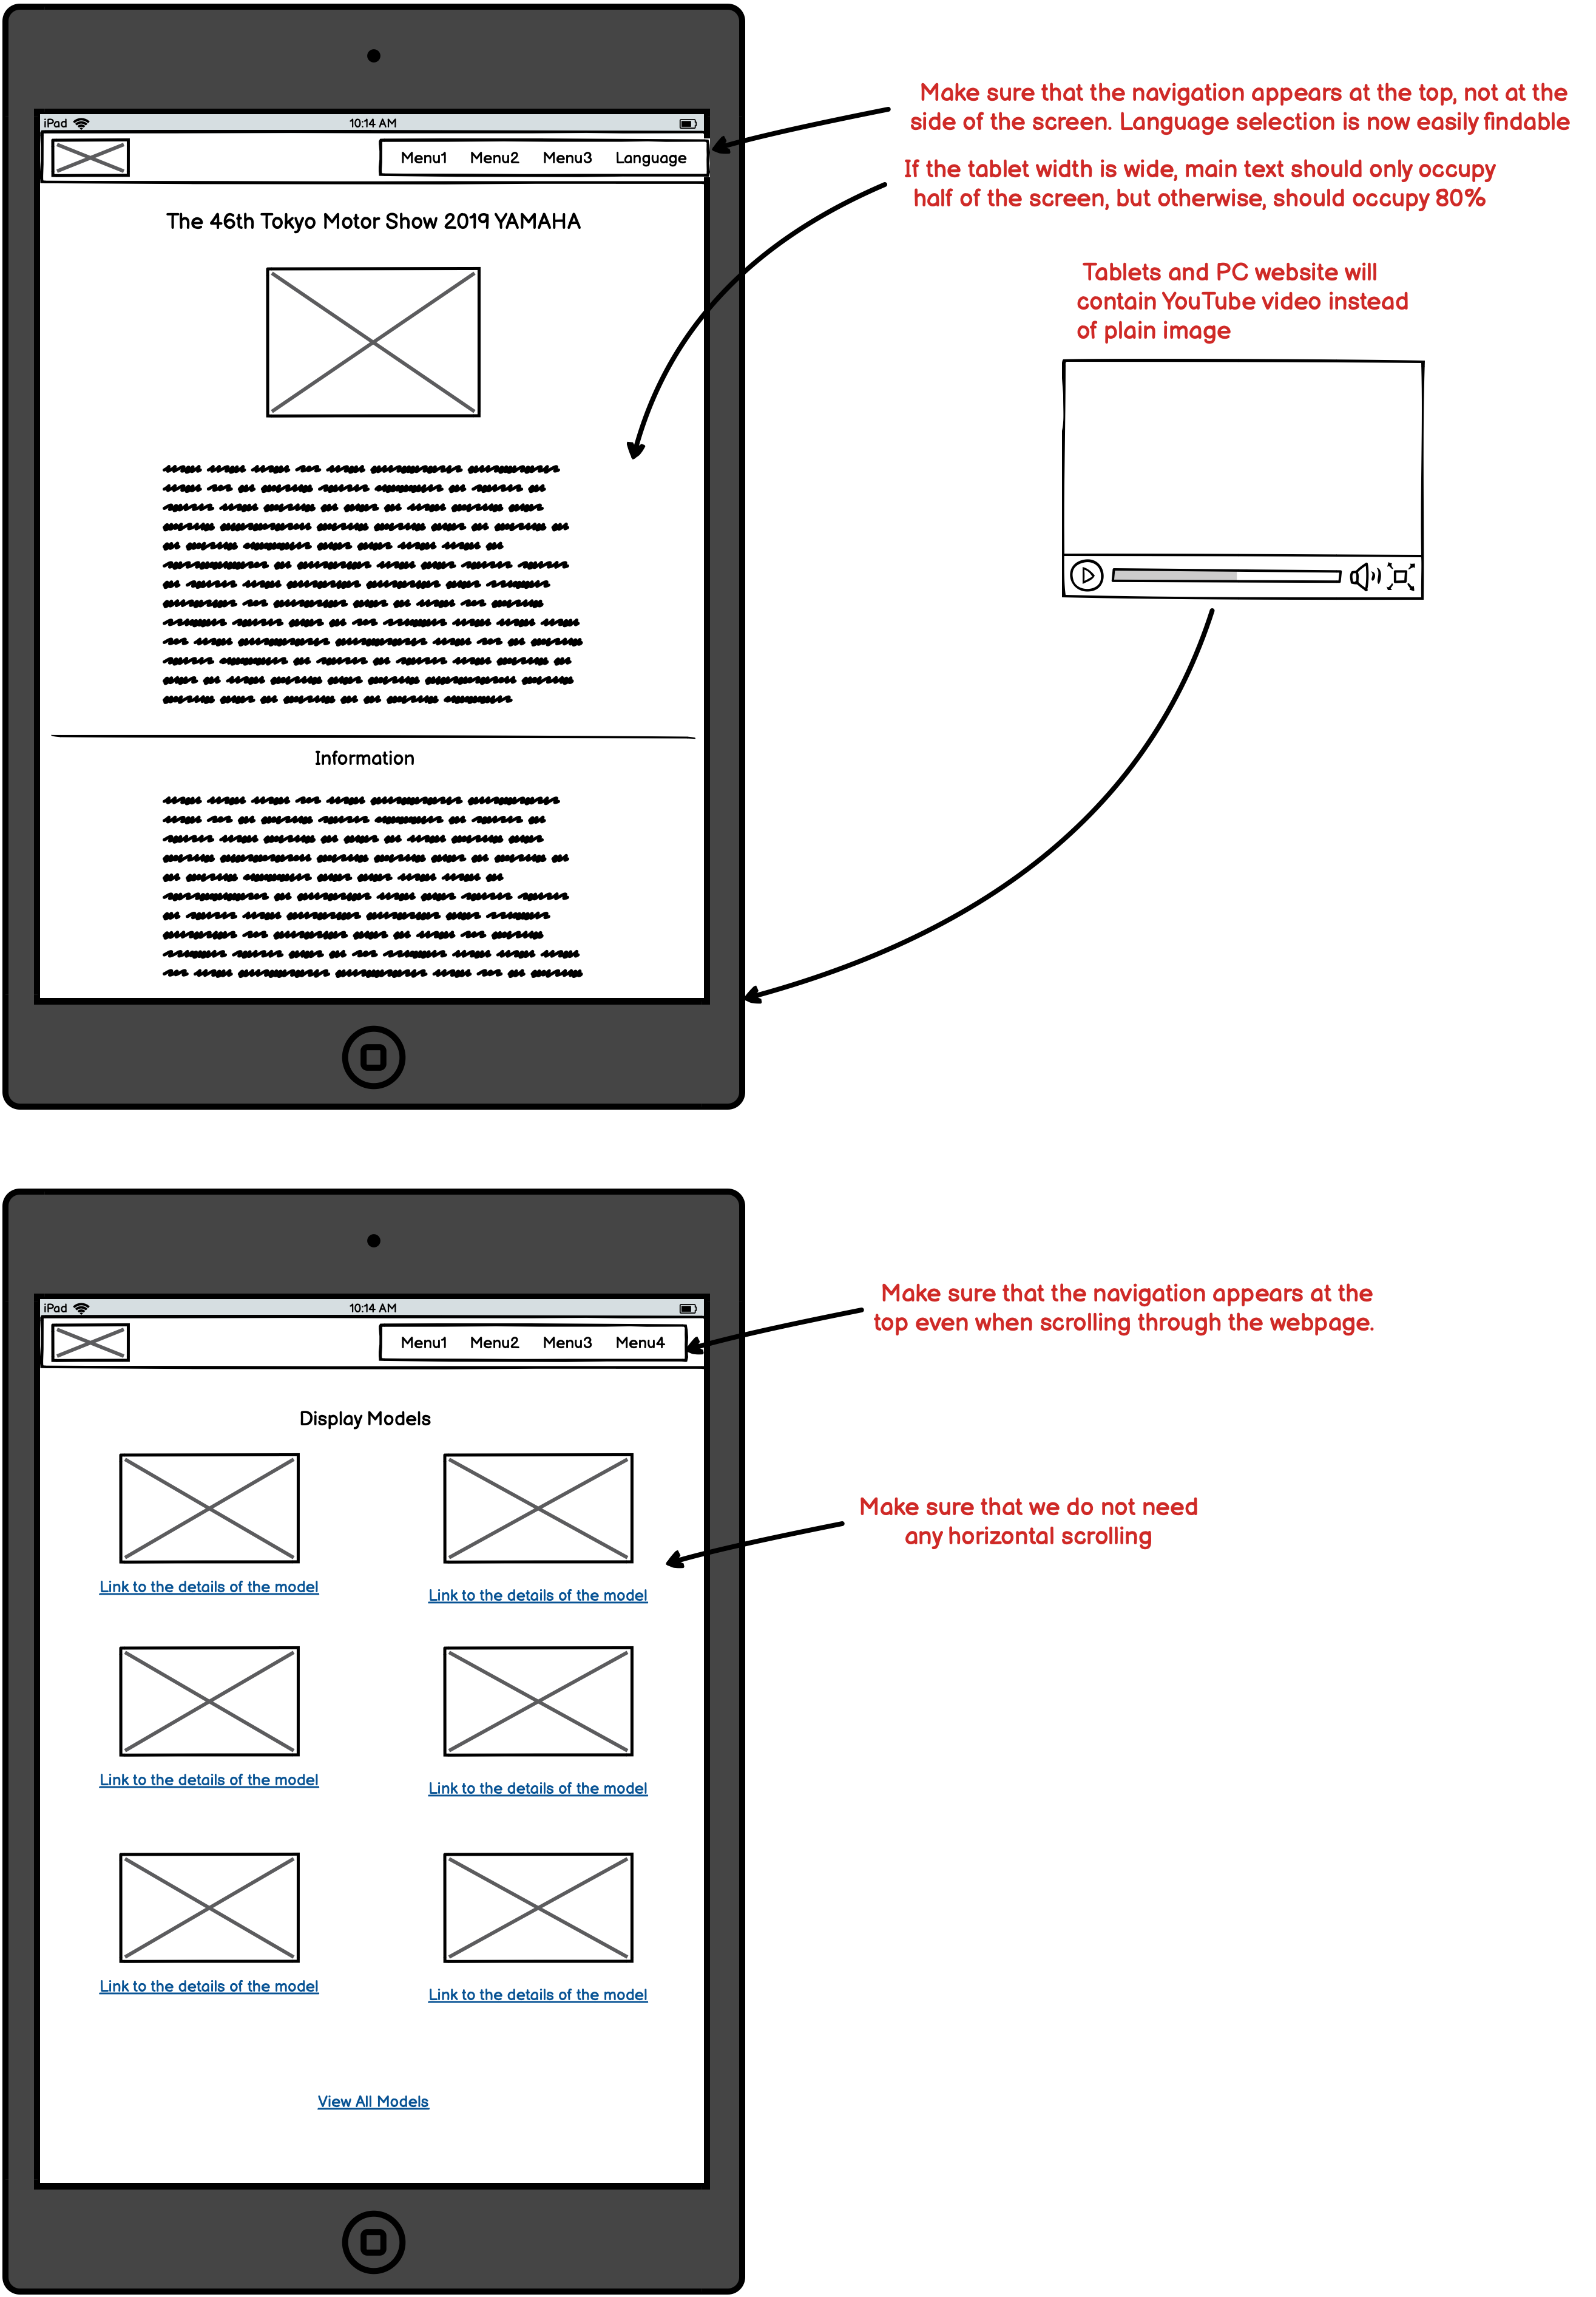 iPad 10:14 AM
Menu1 Menu2 Menu3 Language
The 46th Tokyo Motor Show 2019 YAMAHA
Information
Make sure that the navigation appears at the top, not at the
side of the screen. Language selection is now easily findable
If the tablet width is wide, main text should only occupy
half of the screen, but otherwise, should occupy 80%
Tablets and PC website will
contain YouTube video instead
of plain image
iPad 10:14 AM
Menu1 Menu2 Menu3 Menu4
Display Models
Link to the details of the model
Link to the details of the model
Link to the details of the model
Link to the details of the model
Link to the details of the model
Link to the details of the model
View All Models
Make sure that the navigation appears at the
top even when scrolling through the webpage.
Make sure that we do not need
any horizontal scrolling